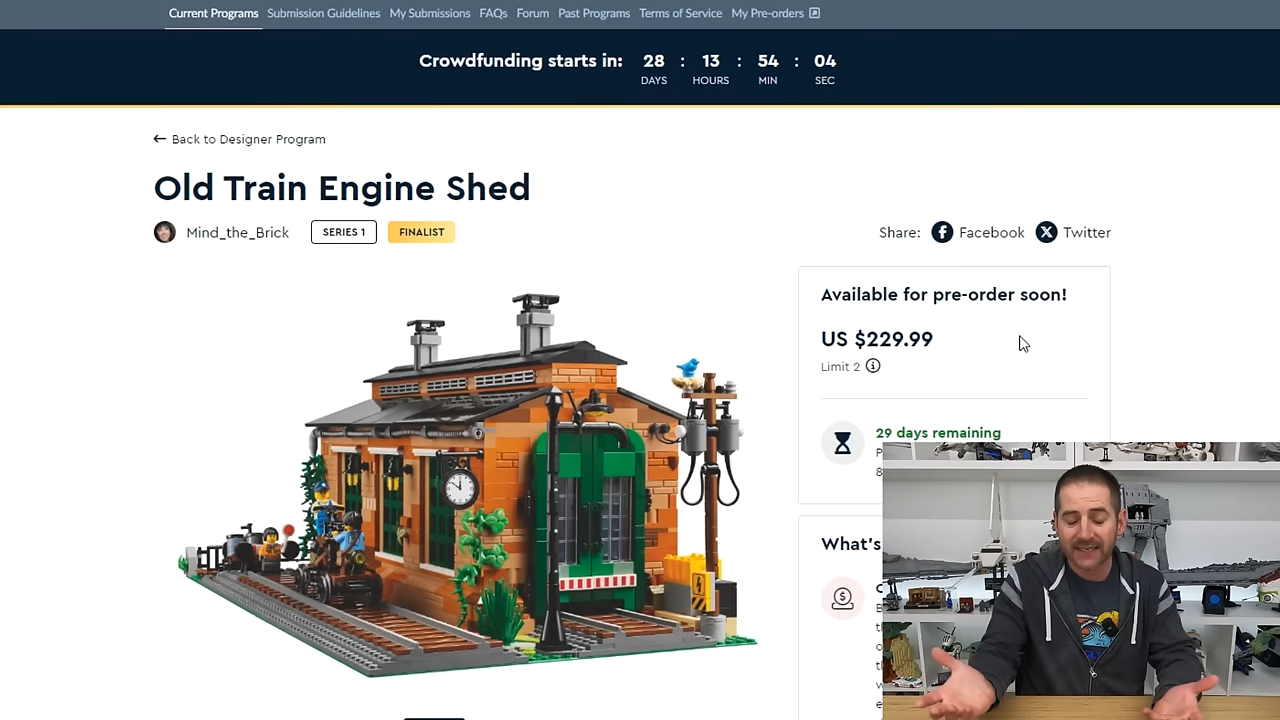 Current Programs Submission Guidelines My Submissions FAQs Forum Past Programs Terms of Service My Pre-orders
Crowdfunding starts in: 28 : 13 : 54 : 04
DAYS HOURS MIN SEC
← Back to Designer Program
Old Train Engine Shed
Mind_the_Brick SERIES 1 FINALIST
Share: Facebook Twitter
Available for pre-order soon!
US $229.99
Limit 2
29 days remaining
What's